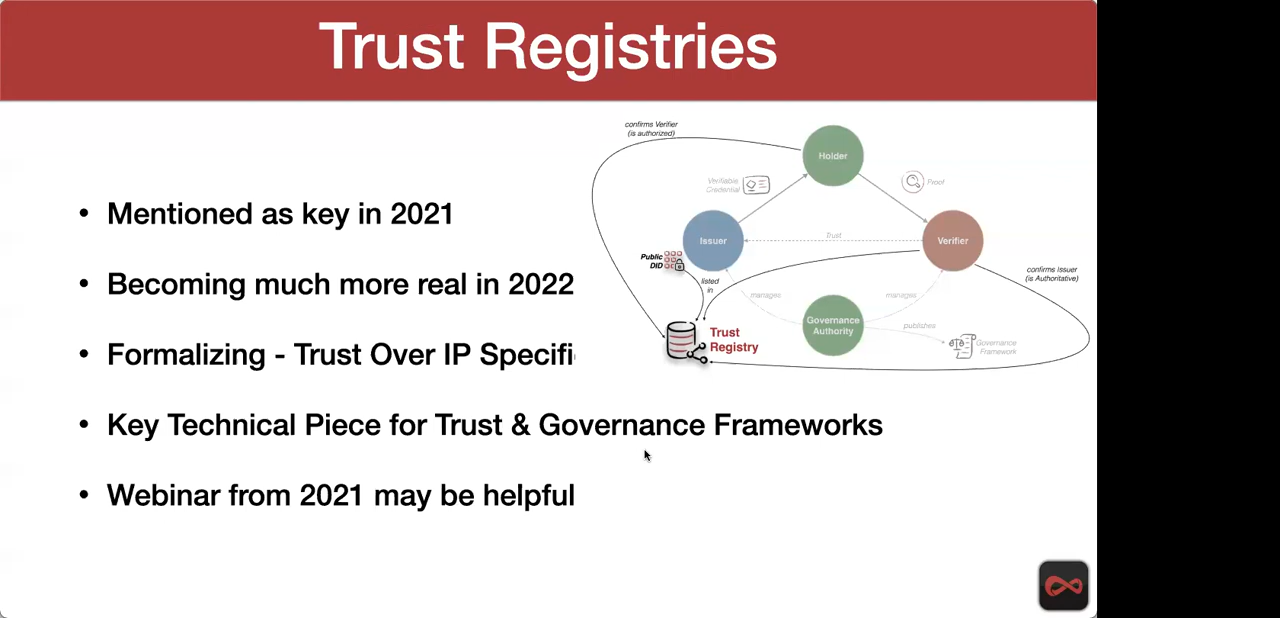 Trust Registries
• Mentioned as key in 2021
• Becoming much more real in 2022
• Formalizing - Trust Over IP Specifi
• Key Technical Piece for Trust & Governance Frameworks
• Webinar from 2021 may be helpful
confirms Verifier
(is authorized)
Holder
Verifiable
Credential
Proof
Issuer
Trust
Verifier
Public
DID
listed
in
confirms Issuer
(is Authoritative)
manages
manages
Governance
Authority
publishes
Governance
Framework
Trust
Registry